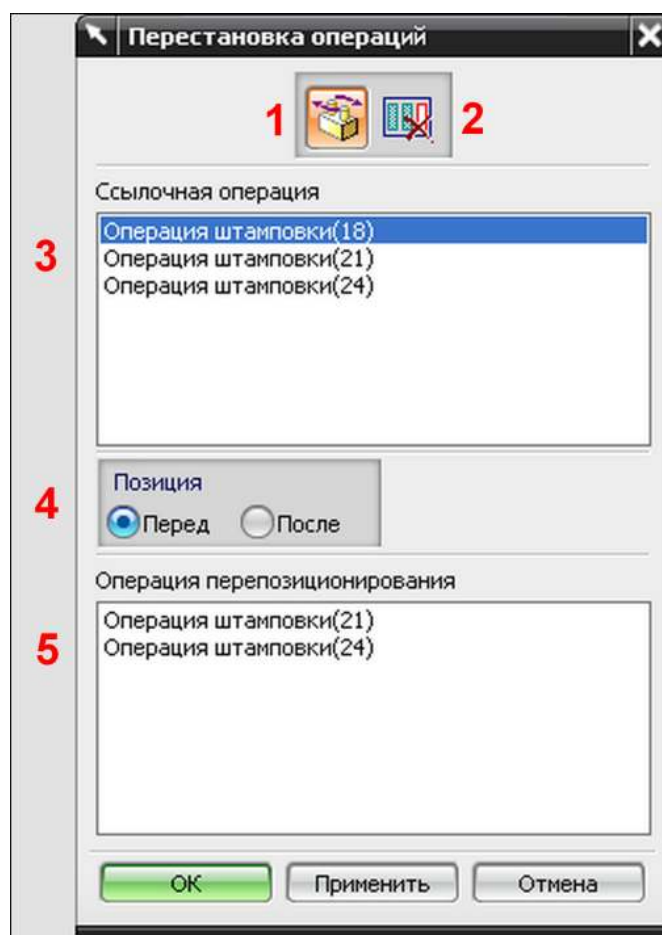 Перестановка операций
1
2
Ссылочная операция
3
Операция штамповки(18)
Операция штамповки(21)
Операция штамповки(24)
4
Позиция
Перед
После
Операция перепозиционирования
5
Операция штамповки(21)
Операция штамповки(24)
ОК
Применить
Отмена